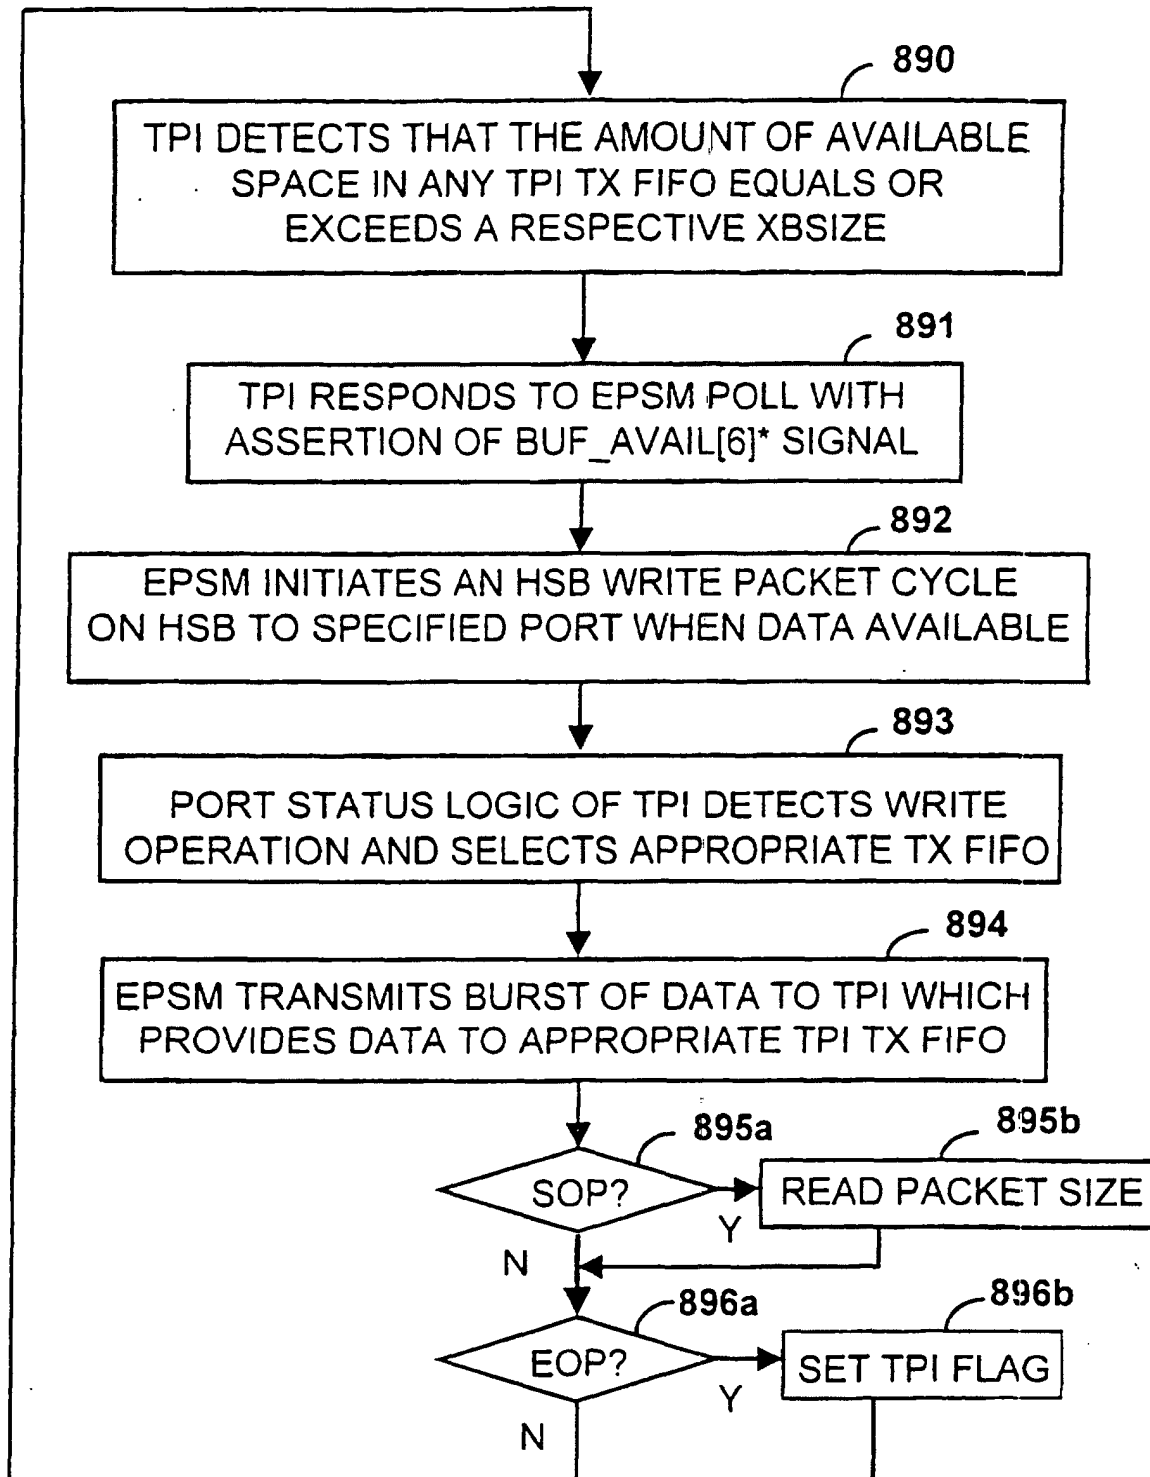 890
TPI DETECTS THAT THE AMOUNT OF AVAILABLE
SPACE IN ANY TPI TX FIFO EQUALS OR
EXCEEDS A RESPECTIVE XBSIZE
891
TPI RESPONDS TO EPSM POLL WITH
ASSERTION OF BUF_AVAIL[6]* SIGNAL
892
EPSM INITIATES AN HSB WRITE PACKET CYCLE
ON HSB TO SPECIFIED PORT WHEN DATA AVAILABLE
893
PORT STATUS LOGIC OF TPI DETECTS WRITE
OPERATION AND SELECTS APPROPRIATE TX FIFO
894
EPSM TRANSMITS BURST OF DATA TO TPI WHICH
PROVIDES DATA TO APPROPRIATE TPI TX FIFO
895a
895b
SOP?
READ PACKET SIZE
Y
N
896a
896b
EOP?
SET TPI FLAG
Y
N